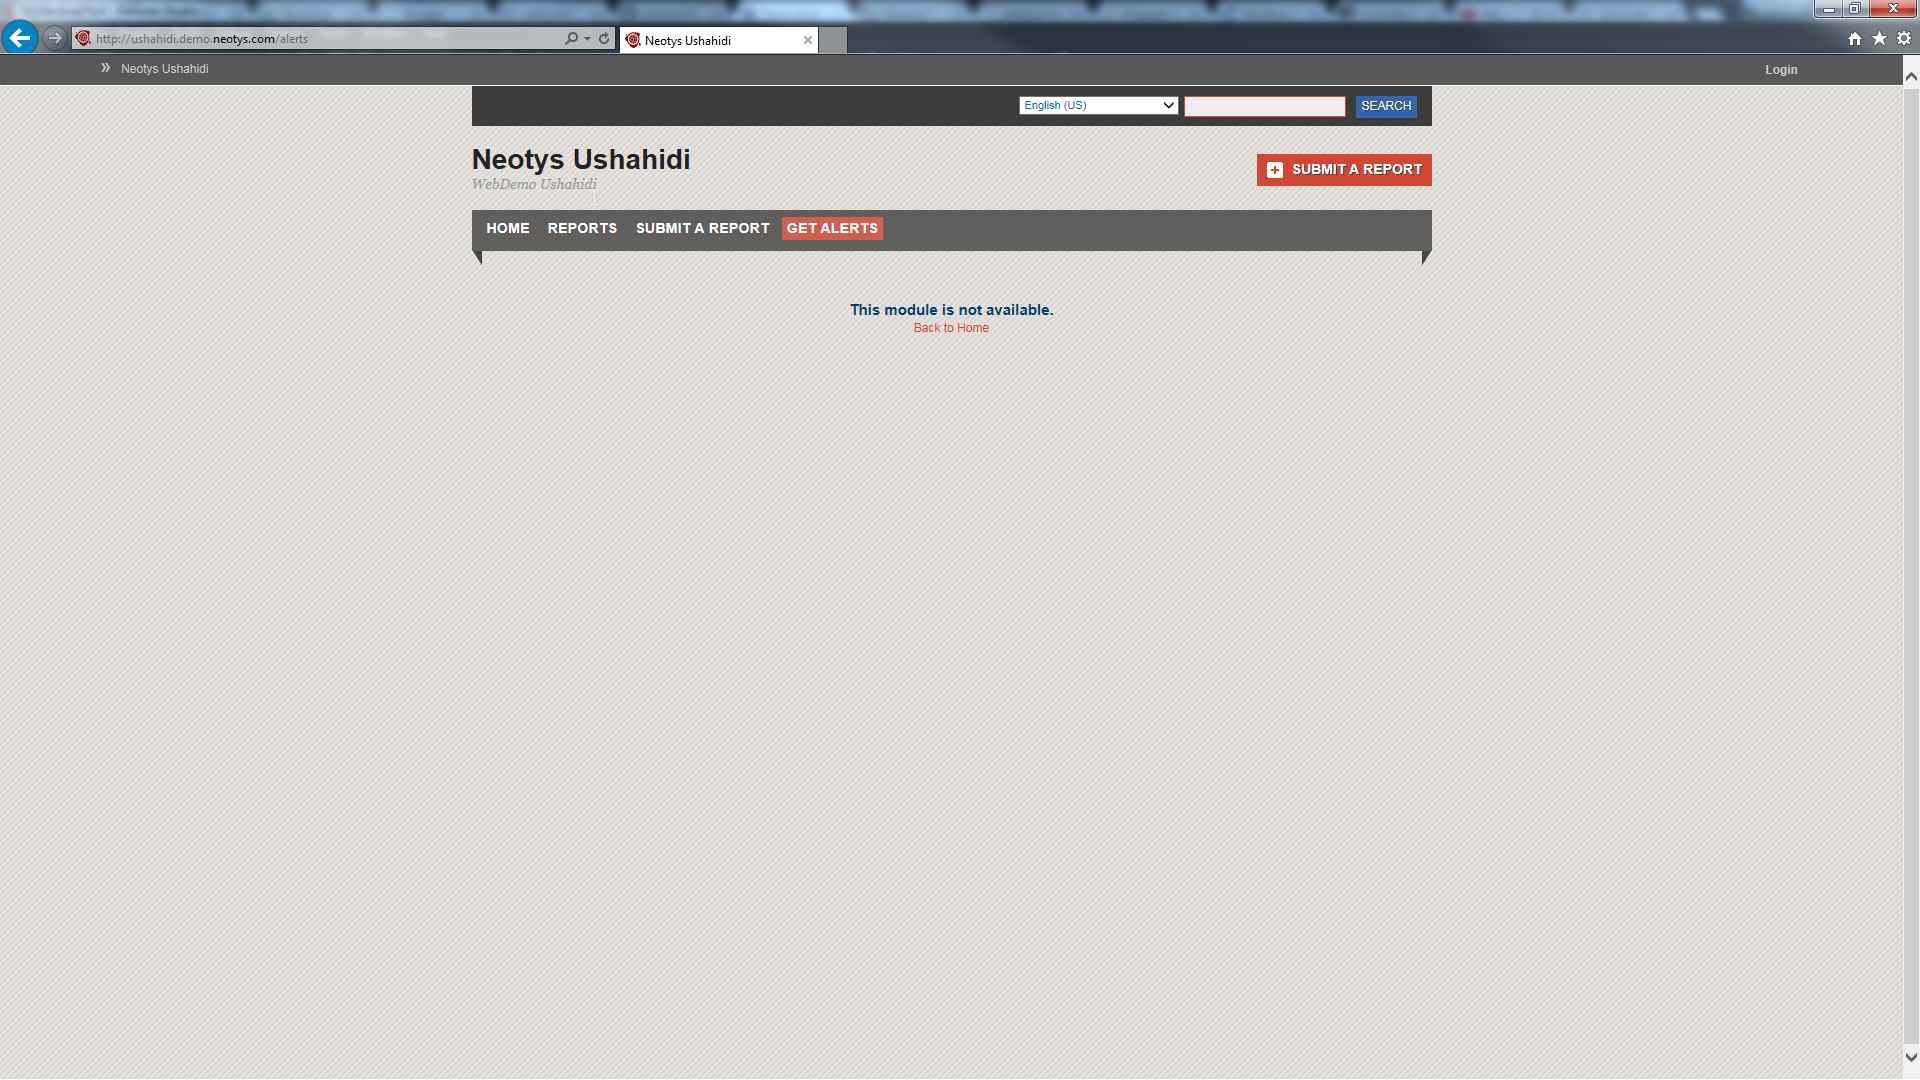 http://ushahidi.demo.neotys.com/alerts
Neotys Ushahidi
Neotys Ushahidi
Login
English (US)
SEARCH
Neotys Ushahidi
WebDemo Ushahidi
SUBMIT A REPORT
HOME REPORTS SUBMIT A REPORT GET ALERTS
This module is not available.
Back to Home